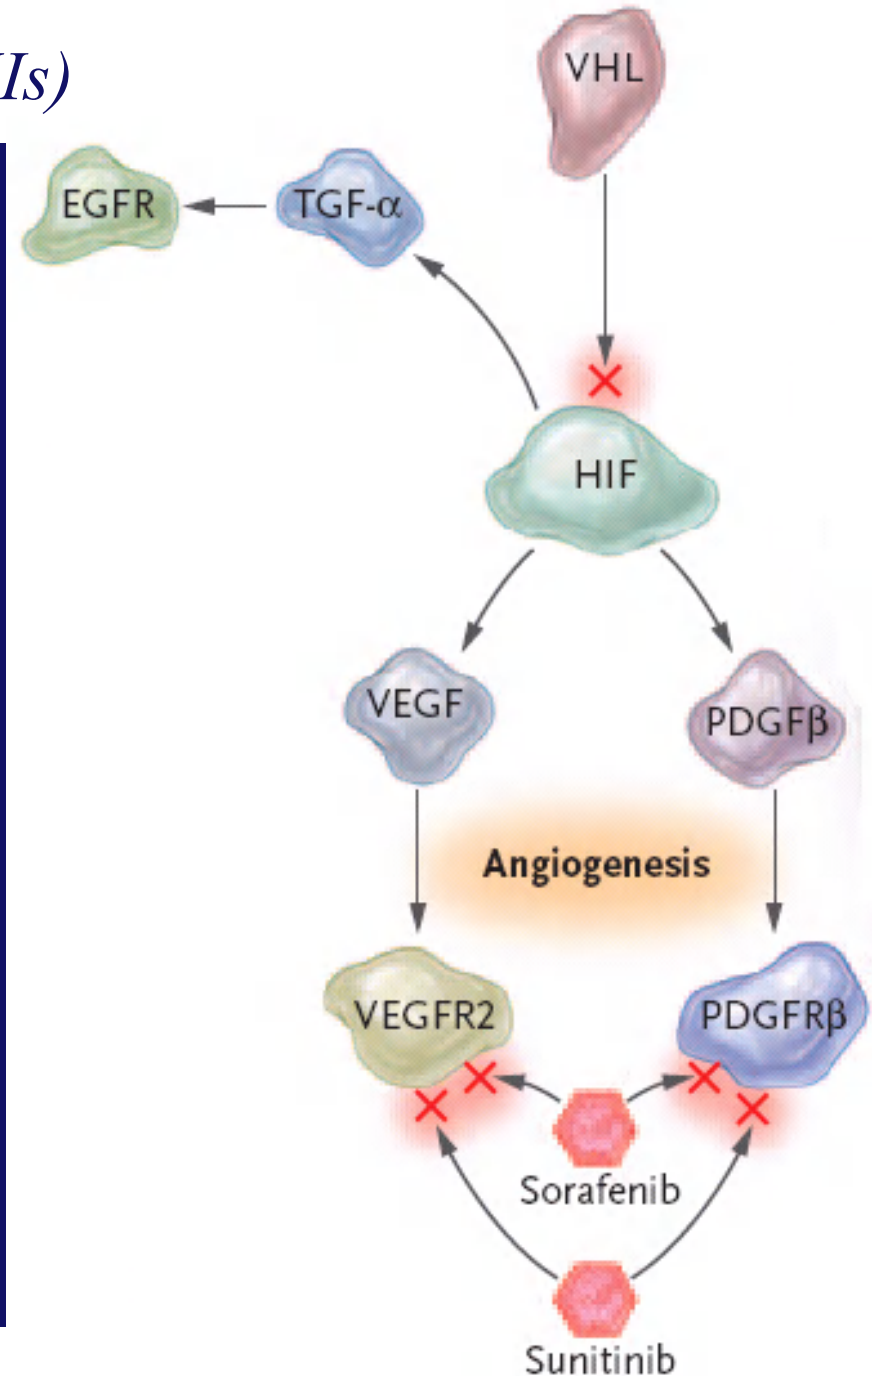 Is)
VHL
EGFR
TGF-α
HIF
VEGF
PDGFβ
Angiogenesis
VEGFR2
PDGFRβ
Sorafenib
Sunitinib